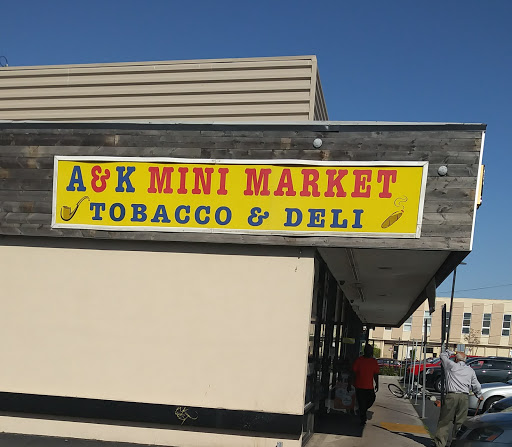 A&K MINI MARKET
TOBACCO & DELI